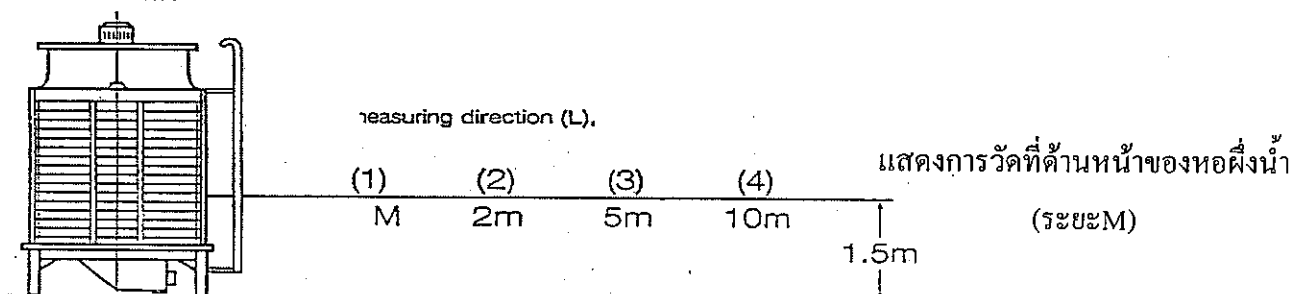 measuring direction (L).
แสดงการวัดที่ด้านหน้าของหอผึ่งน้ำ
(1) (2) (3) (4)
M 2m 5m 10m
(ระยะM)
1.5m